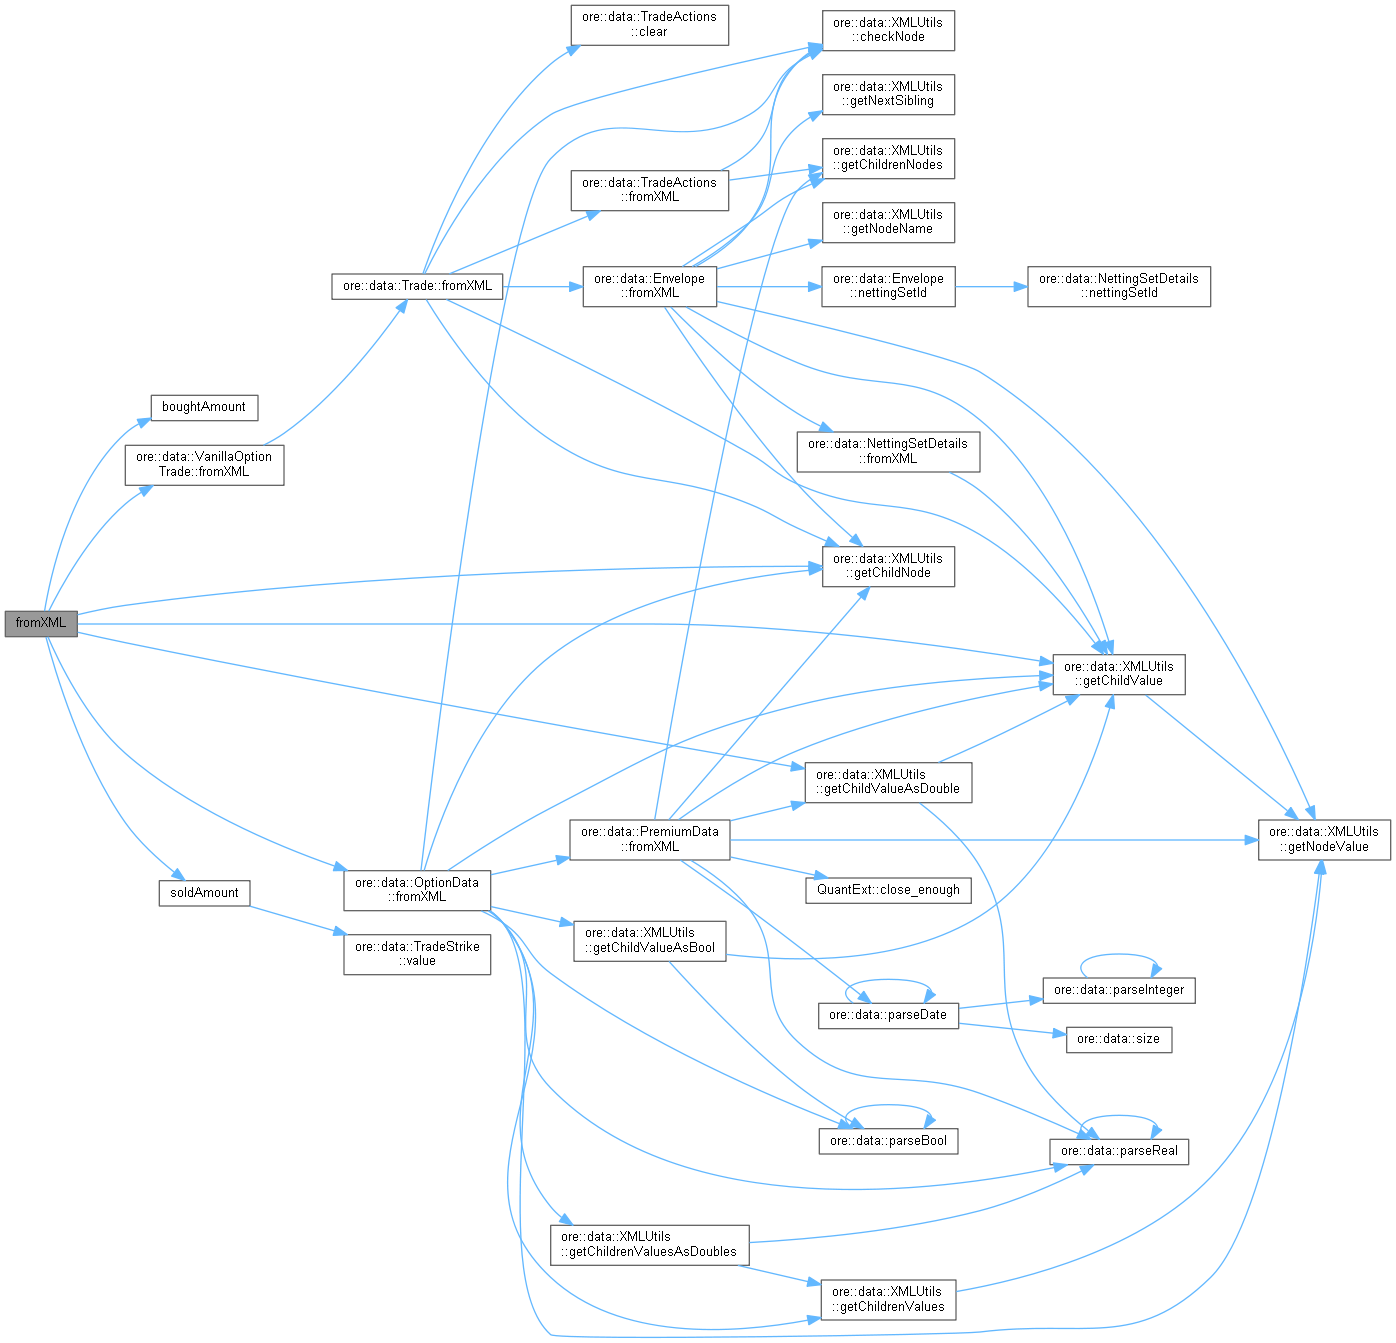 ore::data::TradeActions
::clear
ore::data::XMLUtils
::checkNode
ore::data::XMLUtils
::getNextSibling
ore::data::XMLUtils
::getChildrenNodes
ore::data::TradeActions
::fromXML
ore::data::XMLUtils
::getNodeName
ore::data::Trade::fromXML
ore::data::Envelope
::fromXML
ore::data::Envelope
::nettingSetId
ore::data::NettingSetDetails
::nettingSetId
boughtAmount
ore::data::VanillaOption
Trade::fromXML
ore::data::NettingSetDetails
::fromXML
ore::data::XMLUtils
::getChildNode
fromXML
ore::data::XMLUtils
::getChildValue
ore::data::XMLUtils
::getChildValueAsDouble
ore::data::PremiumData
::fromXML
ore::data::XMLUtils
::getNodeValue
soldAmount
ore::data::OptionData
::fromXML
QuantExt::close_enough
ore::data::TradeStrike
::value
ore::data::XMLUtils
::getChildValueAsBool
ore::data::parseInteger
ore::data::parseDate
ore::data::size
ore::data::parseBool
ore::data::parseReal
ore::data::XMLUtils
::getChildrenValuesAsDoubles
ore::data::XMLUtils
::getChildrenValues